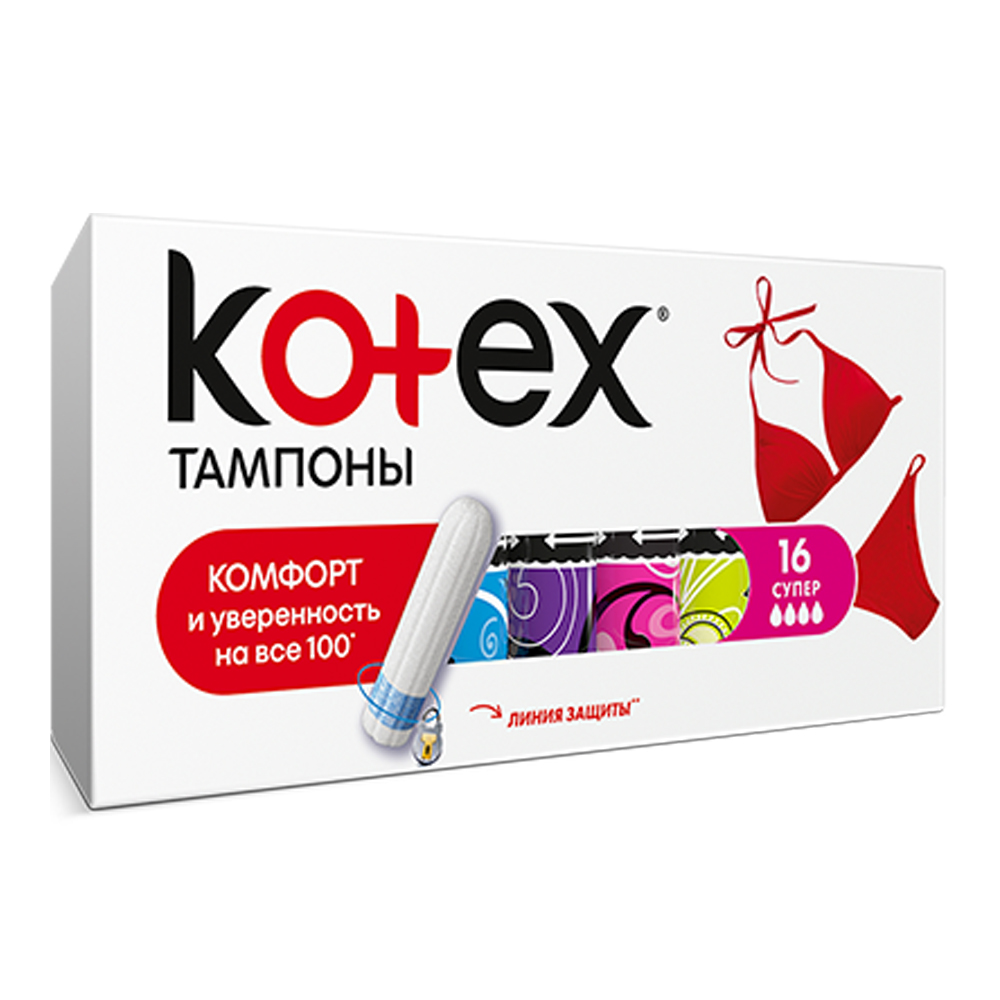 kotex®
ТАМПОНЫ
КОМФОРТ
и уверенность
на все 100*
16
СУПЕР
ЛИНИЯ ЗАЩИТЫ**